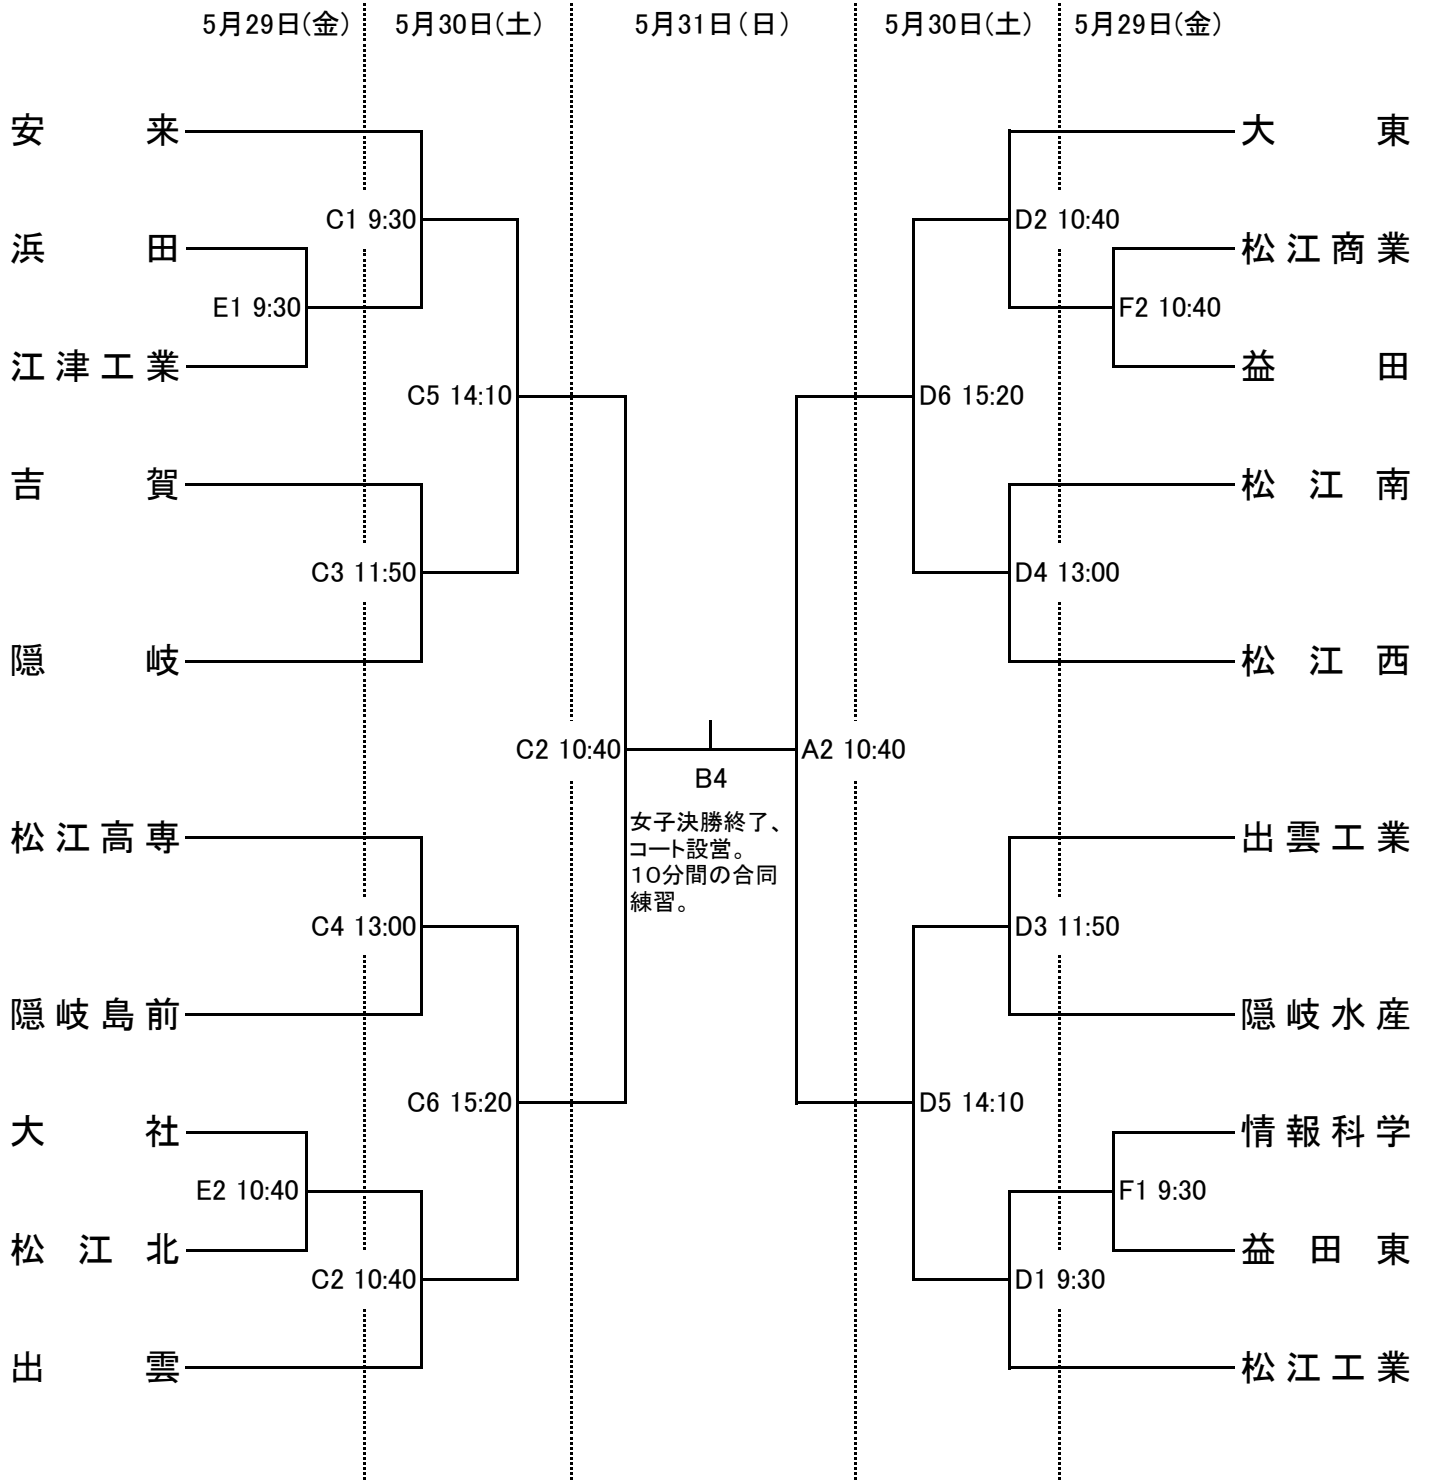 5月29日(金) 5月30日(土) 5月31日(日) 5月30日(土) 5月29日(金)
安来 大東
C1 9:30 D2 10:40
浜田 松江商業
E1 9:30 F2 10:40
江津工業 益田
C5 14:10 D6 15:20
吉賀 松江南
C3 11:50 D4 13:00
隠岐 松江西
C2 10:40 A2 10:40
B4
女子決勝終了、
コート設営。
10分間の合同
練習。
松江高専 出雲工業
C4 13:00 D3 11:50
隠岐島前 隠岐水産
C6 15:20 D5 14:10
大社 情報科学
E2 10:40 F1 9:30
松江北 益田東
C2 10:40 D1 9:30
出雲 松江工業